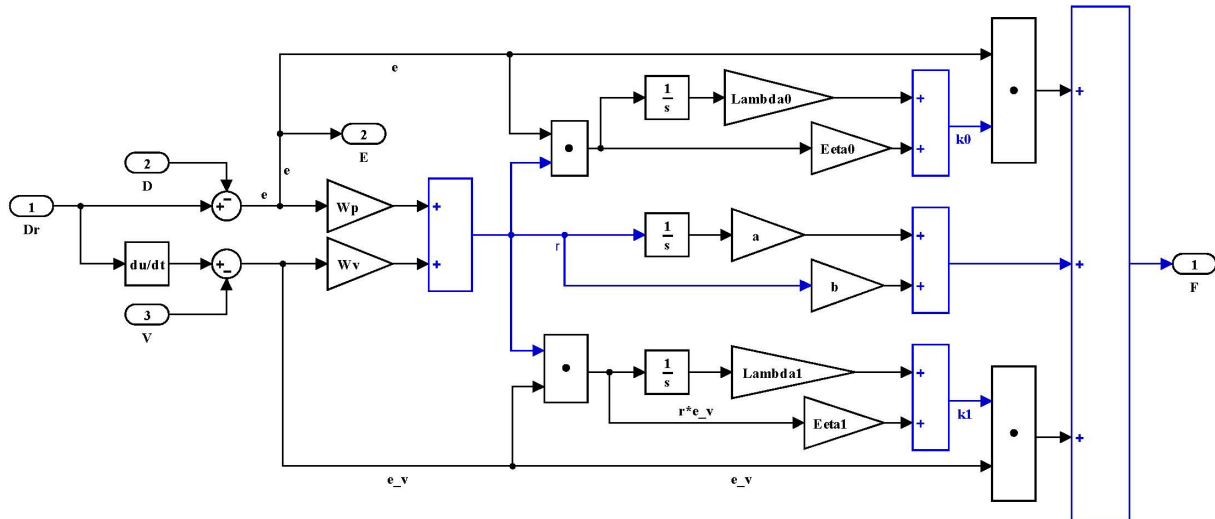 e
1
s
Lambda0
+
•
+
2
E
•
Eeta0
+
k0
2
D
e
e
−
+
Wp
+
1
s
a
+
1
Dr
r
+
1
F
du/dt
+
−
Wv
+
b
+
3
V
•
1
s
Lambda1
+
r*e_v
Eeta1
+
k1
•
+
e_v
e_v